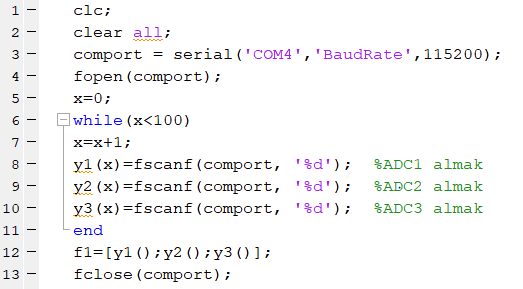 1 - clc;
2 - clear all;
3 - comport = serial('COM4','BaudRate',115200);
4 - fopen(comport);
5 - x=0;
6 - while(x<100)
7 - x=x+1;
8 - y1(x)=fscanf(comport, '%d'); %ADC1 almak
9 - y2(x)=fscanf(comport, '%d'); %ADC2 almak
10 - y3(x)=fscanf(comport, '%d'); %ADC3 almak
11 - end
12 - f1=[y1();y2();y3()];
13 - fclose(comport);